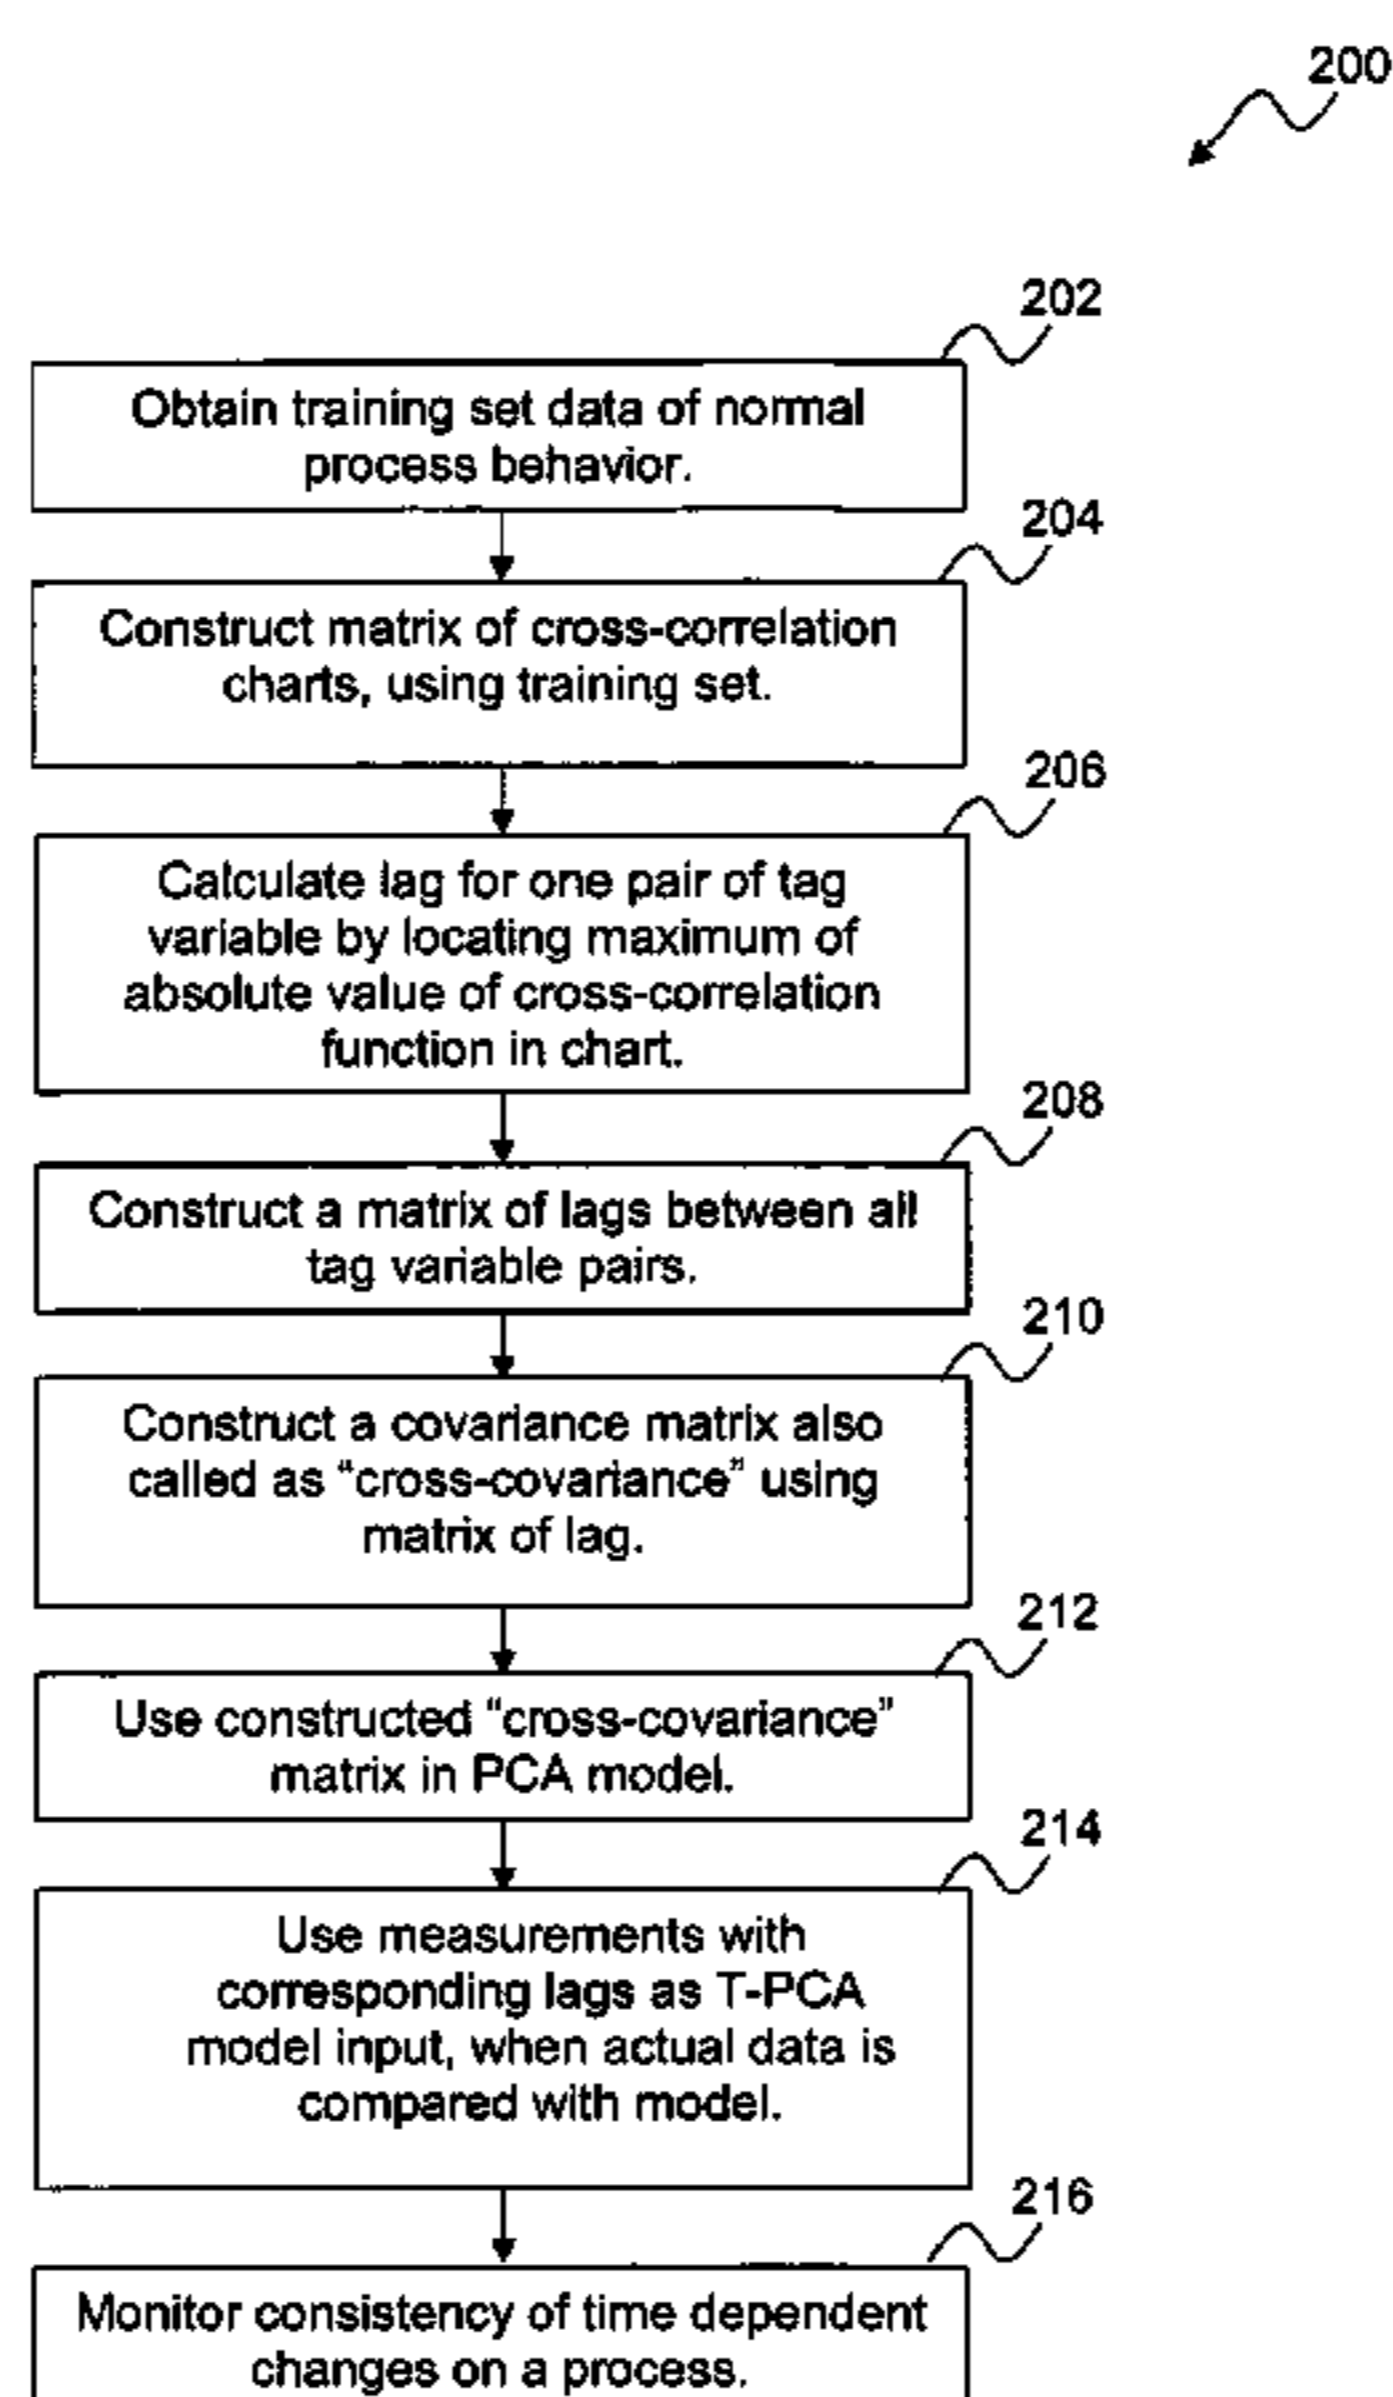 200
202
Obtain training set data of normal
process behavior.
204
Construct matrix of cross-correlation
charts, using training set.
206
Calculate lag for one pair of tag
variable by locating maximum of
absolute value of cross-correlation
function in chart.
208
Construct a matrix of lags between all
tag variable pairs.
210
Construct a covariance matrix also
called as “cross-covariance” using
matrix of lag.
212
Use constructed “cross-covariance”
matrix in PCA model.
214
Use measurements with
corresponding lags as T-PCA
model input, when actual data is
compared with model.
216
Monitor consistency of time dependent
changes on a process.